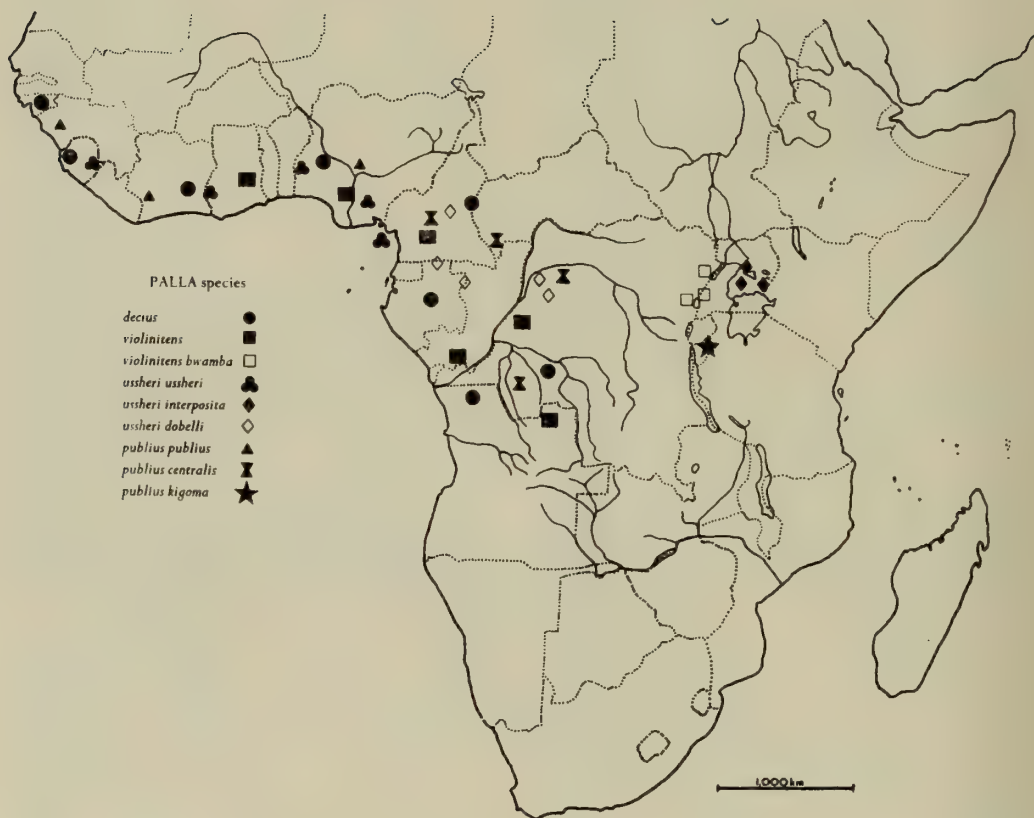 PALLA species
decius
violinitens
violinitens bwamba
ussheri ussheri
ussheri interposita
ussheri dobelli
publius publius
publius centralis
publius kigoma
1,000 km